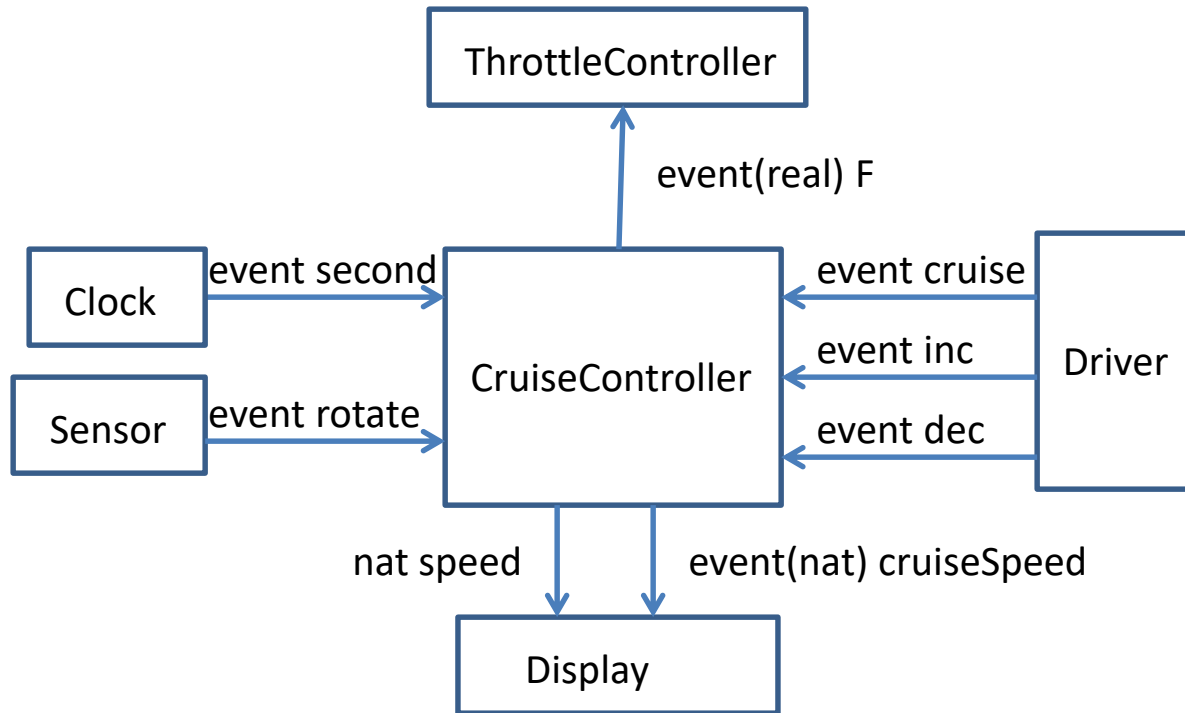 ThrottleController
event(real) F
Clock
event second
Sensor
event rotate
CruiseController
event cruise
event inc
event dec
Driver
nat speed
event(nat) cruiseSpeed
Display